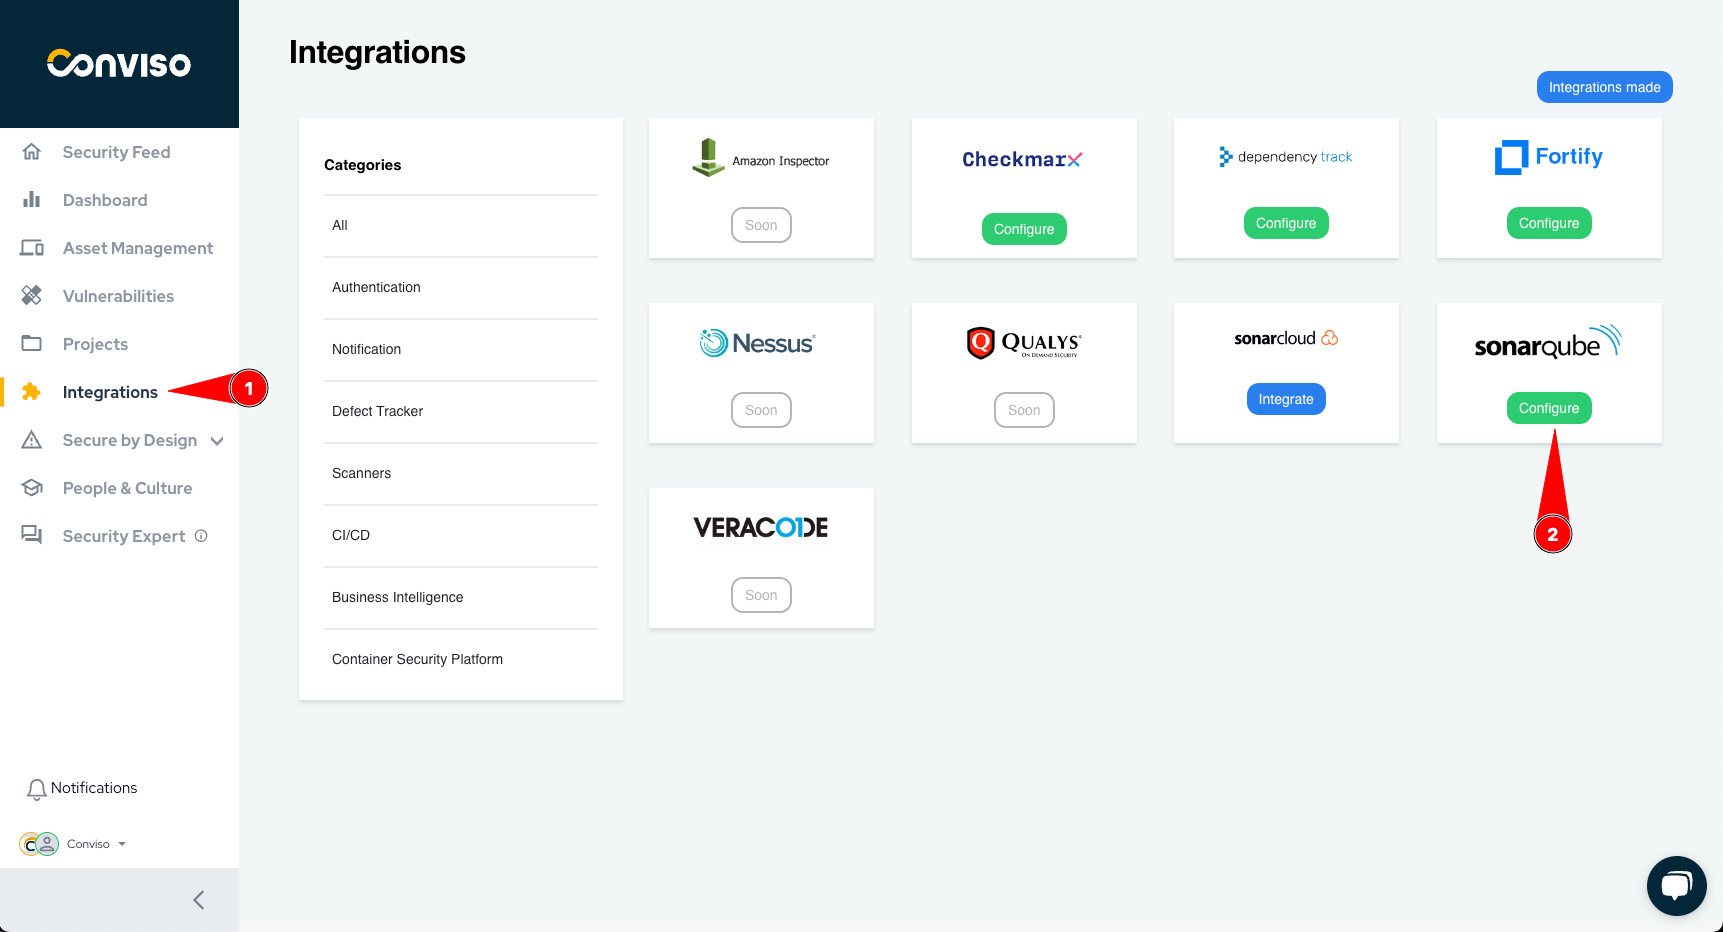 Conviso
Security Feed
Dashboard
Asset Management
Vulnerabilities
Projects
Integrations
1
Secure by Design
People & Culture
Security Expert
Notifications
C
Conviso
Integrations
Integrations made
Categories
All
Authentication
Notification
Defect Tracker
Scanners
CI/CD
Business Intelligence
Container Security Platform
Amazon Inspector
Soon
Checkmarx
Configure
dependency track
Configure
Fortify
Configure
Nessus®
Soon
Q QUALYS®
ON DEMAND SECURITY
Soon
sonarcloud
Integrate
sonarqube
Configure
2
VERACODE
Soon